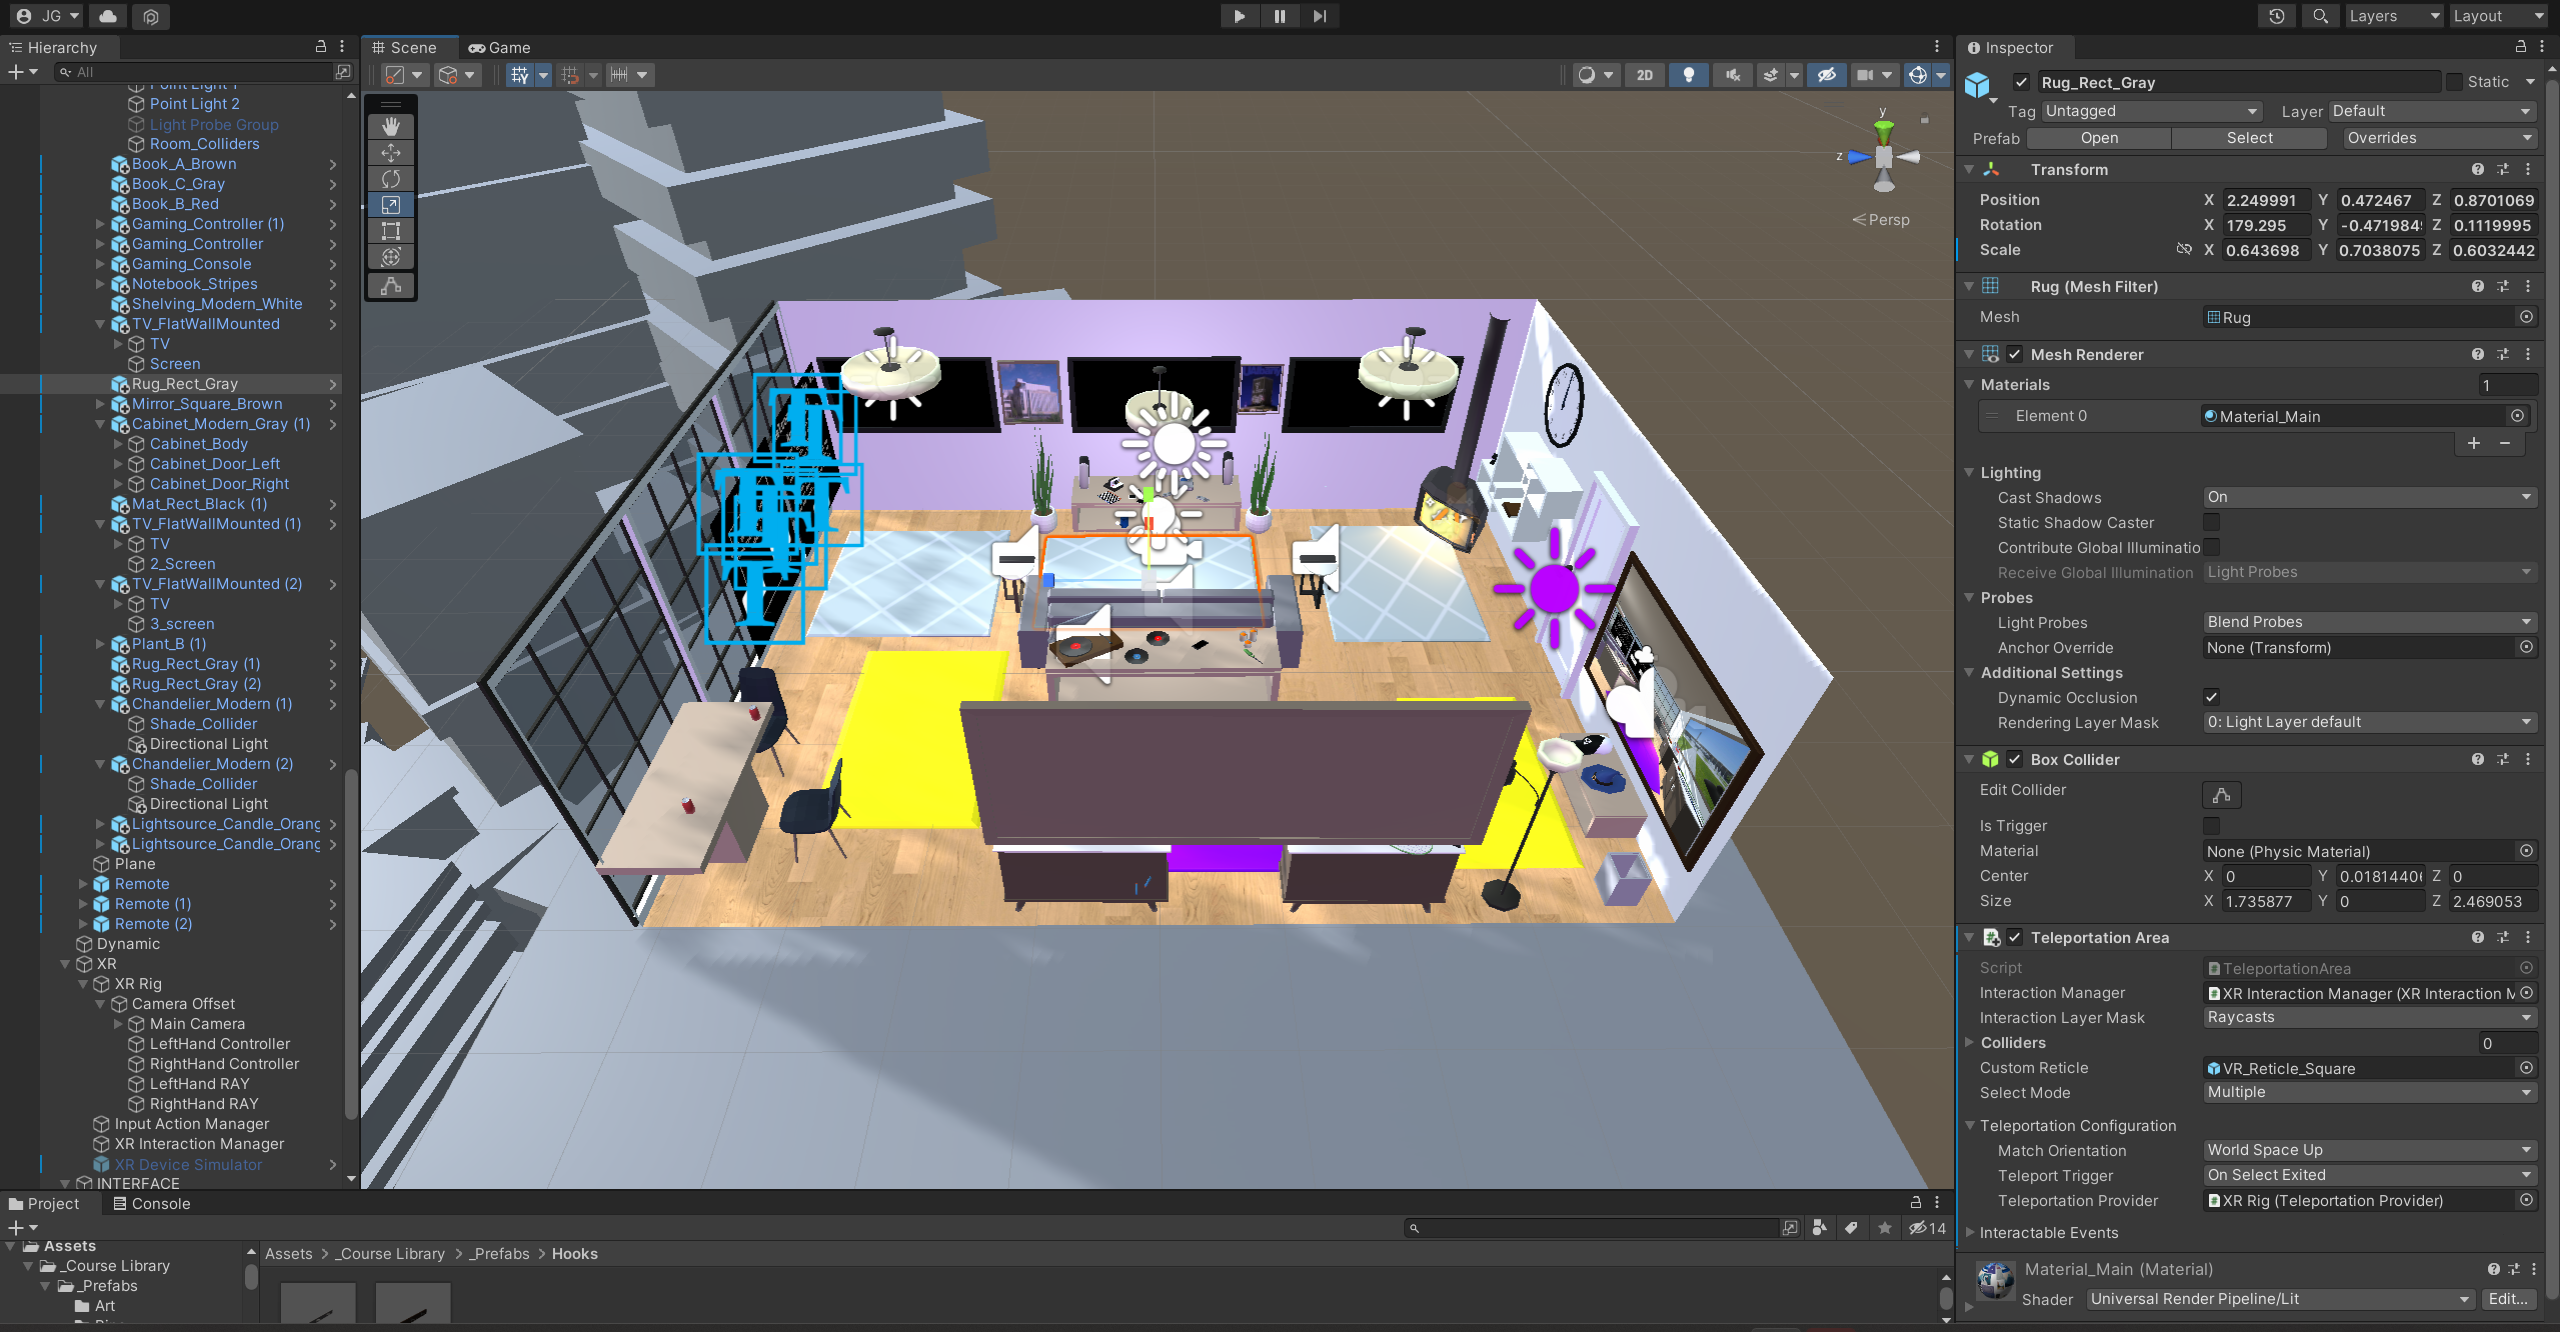 JG
Layers
Layout
Hierarchy
All
Point Light 1
Point Light 2
Light Probe Group
Room_Colliders
Book_A_Brown
Book_C_Gray
Book_B_Red
Gaming_Controller (1)
Gaming_Controller
Gaming_Console
Notebook_Stripes
Shelving_Modern_White
TV_FlatWallMounted
TV
Screen
Rug_Rect_Gray
Mirror_Square_Brown
Cabinet_Modern_Gray (1)
Cabinet_Body
Cabinet_Door_Left
Cabinet_Door_Right
Mat_Rect_Black (1)
TV_FlatWallMounted (1)
TV
2_Screen
TV_FlatWallMounted (2)
TV
3_screen
Plant_B (1)
Rug_Rect_Gray (1)
Rug_Rect_Gray (2)
Chandelier_Modern (1)
Shade_Collider
Directional Light
Chandelier_Modern (2)
Shade_Collider
Directional Light
Lightsource_Candle_Orang
Lightsource_Candle_Orang
Plane
Remote
Remote (1)
Remote (2)
Dynamic
XR
XR Rig
Camera Offset
Main Camera
LeftHand Controller
RightHand Controller
LeftHand RAY
RightHand RAY
Input Action Manager
XR Interaction Manager
XR Device Simulator
INTERFACE
Scene
Game
2D
y
z
Persp
Inspector
Rug_Rect_Gray
Static
Tag Untagged Layer Default
Prefab Open Select Overrides
Transform
Position X 2.249991 Y 0.472467 Z 0.8701069
Rotation X 179.295 Y -0.471984 Z 0.1119995
Scale X 0.643698 Y 0.7038075 Z 0.6032442
Rug (Mesh Filter)
Mesh Rug
Mesh Renderer
Materials 1
Element 0 Material_Main
Lighting
Cast Shadows On
Static Shadow Caster
Contribute Global Illuminatio
Receive Global Illumination Light Probes
Probes
Light Probes Blend Probes
Anchor Override None (Transform)
Additional Settings
Dynamic Occlusion
Rendering Layer Mask 0: Light Layer default
Box Collider
Edit Collider
Is Trigger
Material None (Physic Material)
Center X 0 Y 0.0181440 Z 0
Size X 1.735877 Y 0 Z 2.469053
Teleportation Area
Script TeleportationArea
Interaction Manager XR Interaction Manager (XR Interaction M
Interaction Layer Mask Raycasts
Colliders 0
Custom Reticle VR_Reticle_Square
Select Mode Multiple
Teleportation Configuration
Match Orientation World Space Up
Teleport Trigger On Select Exited
Teleportation Provider XR Rig (Teleportation Provider)
Interactable Events
Material_Main (Material)
Shader Universal Render Pipeline/Lit Edit...
Project
Console
14
Assets
_Course Library
_Prefabs
Art
Assets > _Course Library > _Prefabs > Hooks